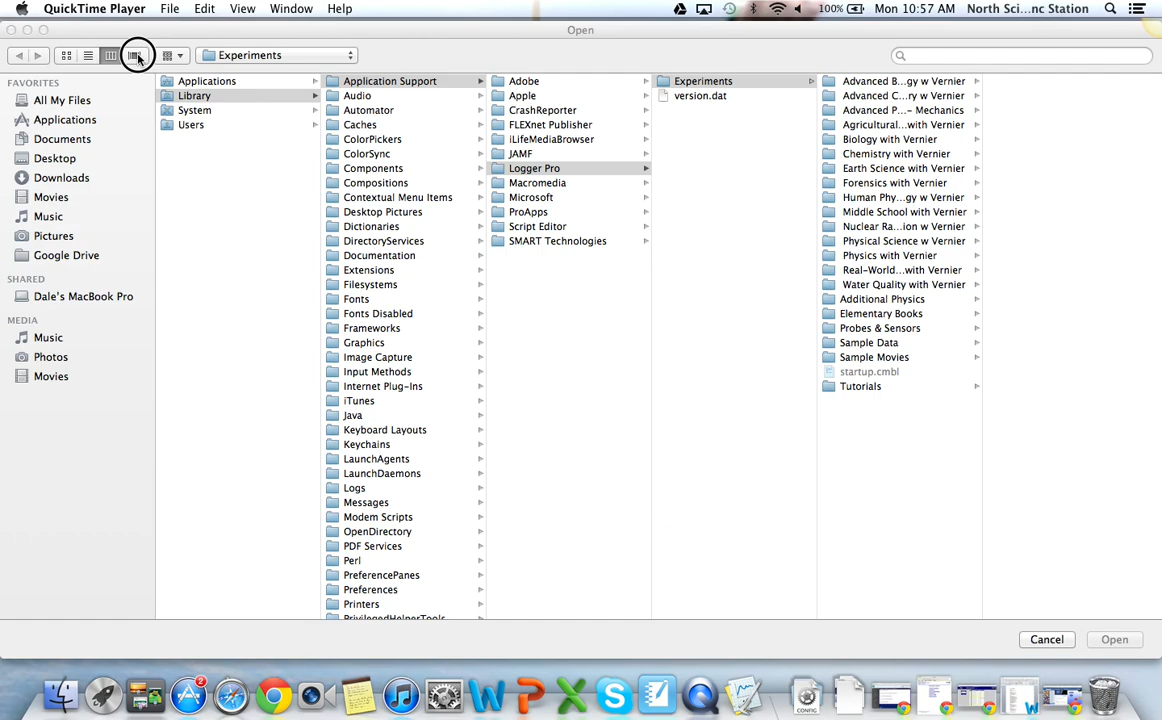 QuickTime Player File Edit View Window Help 100% Mon 10:57 AM North Sci...nc Station
Open
Experiments
FAVORITES
All My Files
Applications
Documents
Desktop
Downloads
Movies
Music
Pictures
Google Drive
SHARED
Dale's MacBook Pro
MEDIA
Music
Photos
Movies
Applications
Library
System
Users
Application Support
Audio
Automator
Caches
ColorPickers
ColorSync
Components
Compositions
Contextual Menu Items
Desktop Pictures
Dictionaries
DirectoryServices
Documentation
Extensions
Filesystems
Fonts
Fonts Disabled
Frameworks
Graphics
Image Capture
Input Methods
Internet Plug-Ins
iTunes
Java
Keyboard Layouts
Keychains
LaunchAgents
LaunchDaemons
Logs
Messages
Modem Scripts
OpenDirectory
PDF Services
Perl
PreferencePanes
Preferences
Printers
PrivilegedHelperTools
Adobe
Apple
CrashReporter
FLEXnet Publisher
iLifeMediaBrowser
JAMF
Logger Pro
Macromedia
Microsoft
ProApps
Script Editor
SMART Technologies
Experiments
version.dat
Advanced B...gy w Vernier
Advanced C...ry w Vernier
Advanced P... - Mechanics
Agricultural...with Vernier
Biology with Vernier
Chemistry with Vernier
Earth Science with Vernier
Forensics with Vernier
Human Phy...gy w Vernier
Middle School with Vernier
Nuclear Ra...ion w Vernier
Physical Science w Vernier
Physics with Vernier
Real-World...with Vernier
Water Quality with Vernier
Additional Physics
Elementary Books
Probes & Sensors
Sample Data
Sample Movies
startup.cmbl
Tutorials
Cancel Open
2
CONFIG